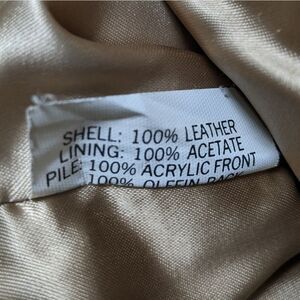 SHELL: 100% LEATHER
LINING: 100% ACETATE
PILE: 100% ACRYLIC FRONT
100% OLEFIN BACK